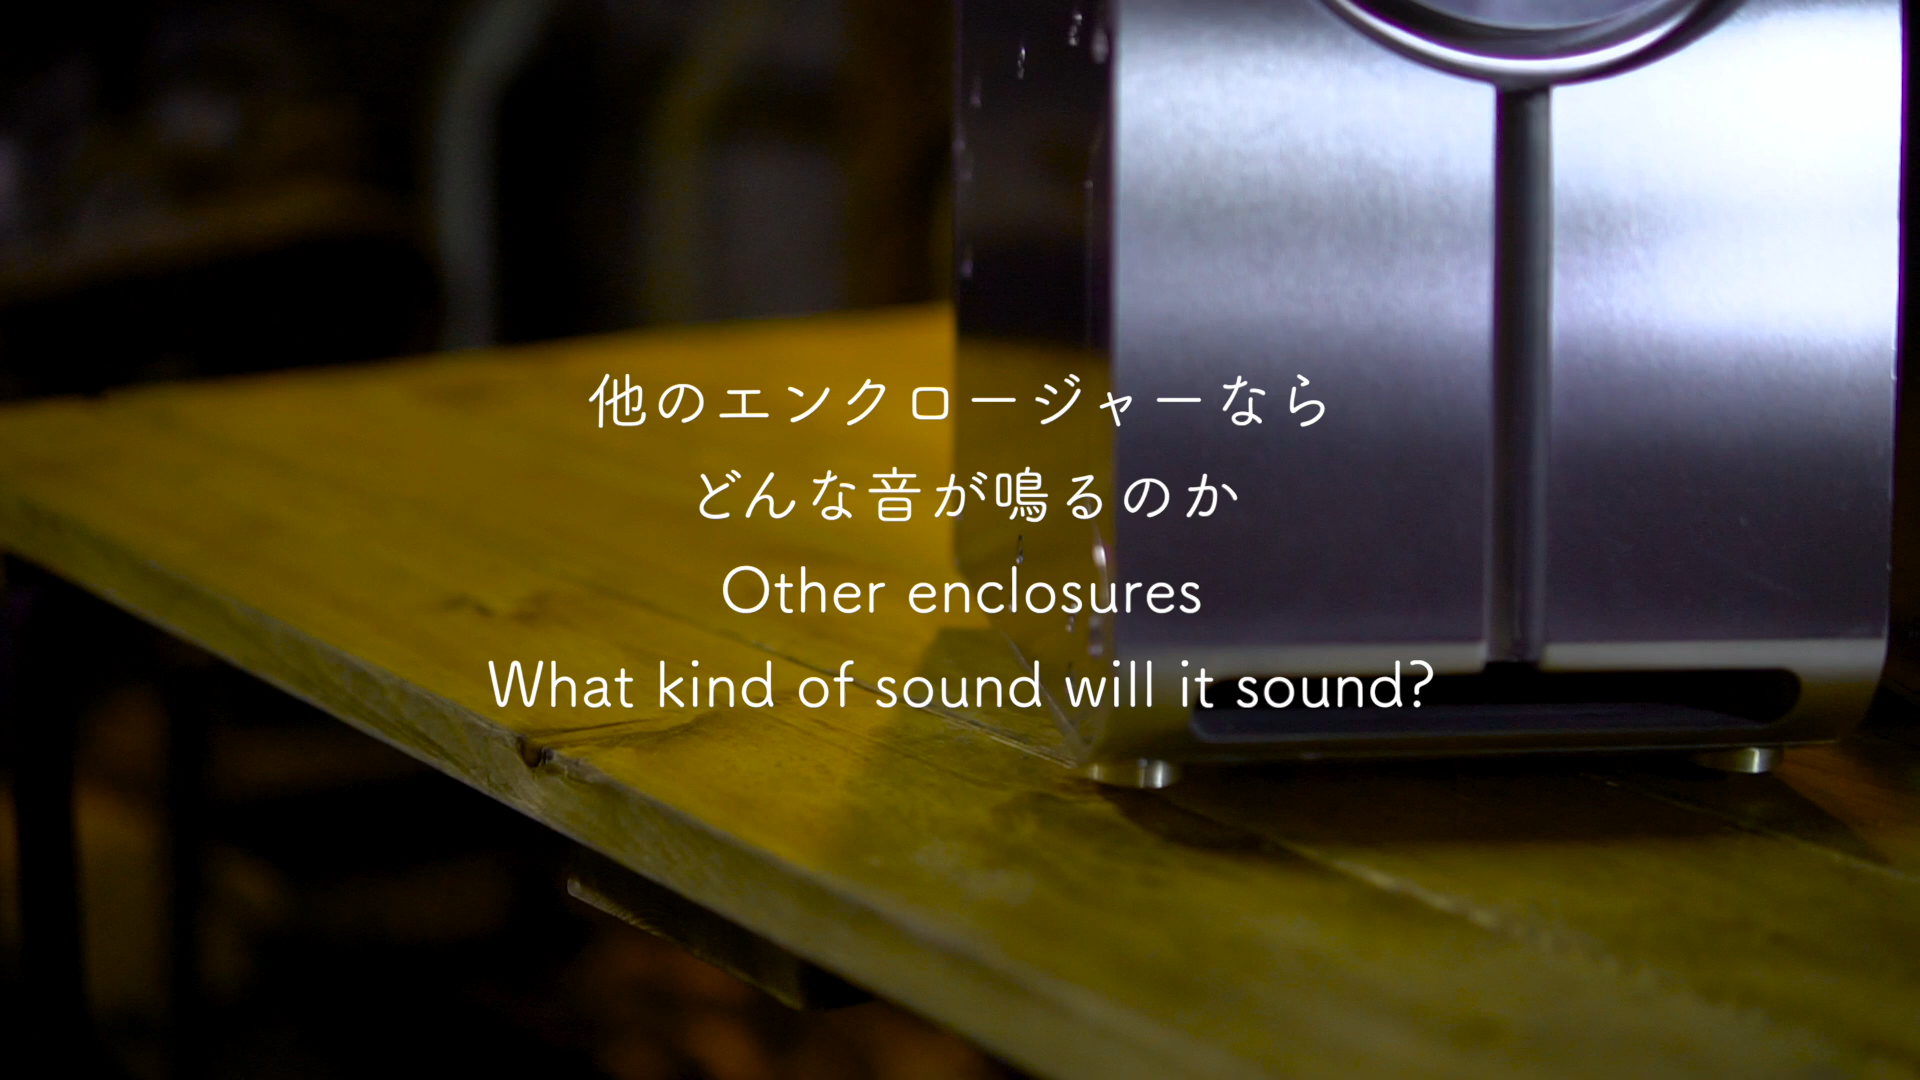 他のエンクロージャーなら
どんな音が鳴るのか
Other enclosures
What kind of sound will it sound?